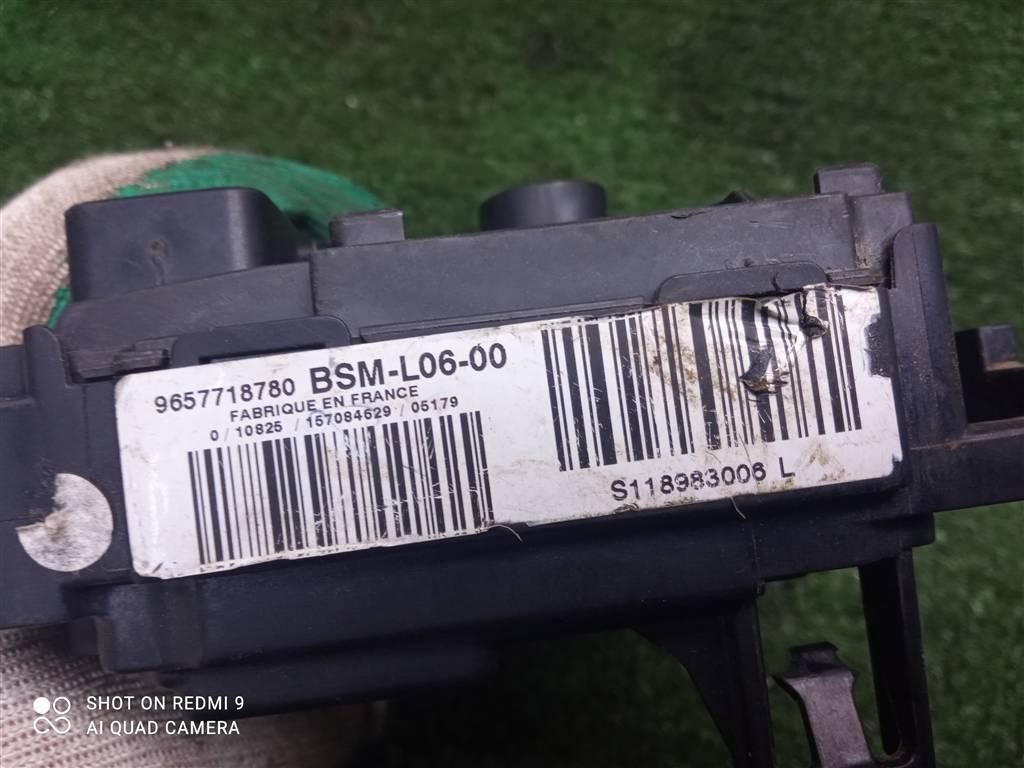 9657718780 BSM-L06-00
FABRIQUE EN FRANCE
0/10825 /157084629/05179
S118983006 L
SHOT ON REDMI 9
AI QUAD CAMERA